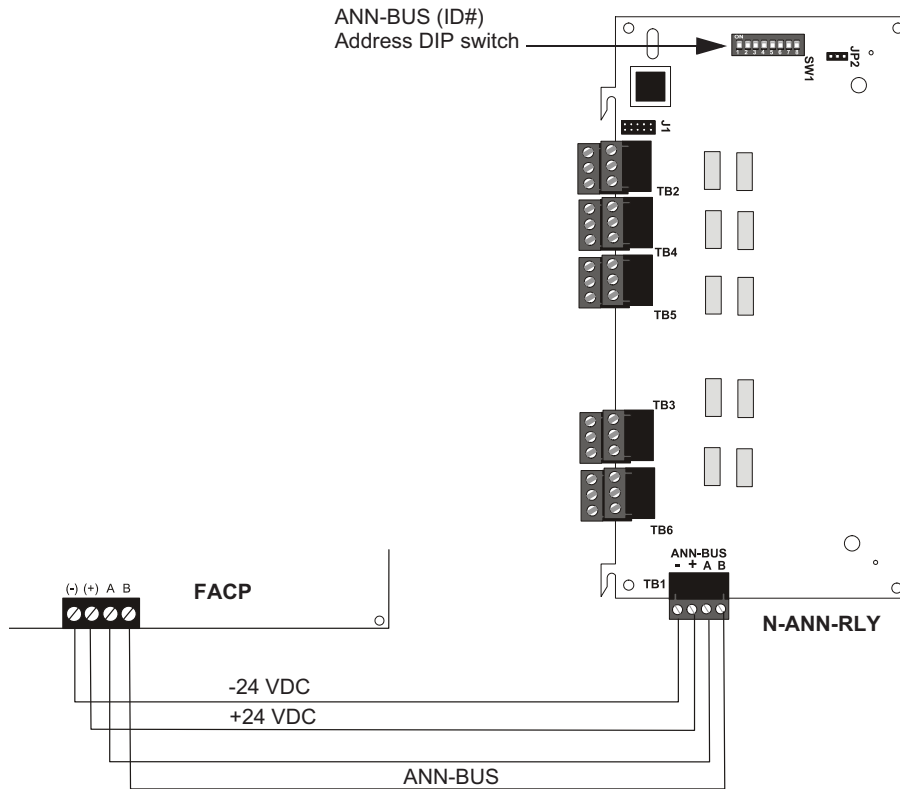 ANN-BUS (ID#)
Address DIP switch
ON
1 2 3 4 5 6 7 8
SW1
JP2
J1
TB2
TB4
TB5
TB3
TB6
ANN-BUS
- + A B
TB1
N-ANN-RLY
(-) (+) A B
FACP
-24 VDC
+24 VDC
ANN-BUS